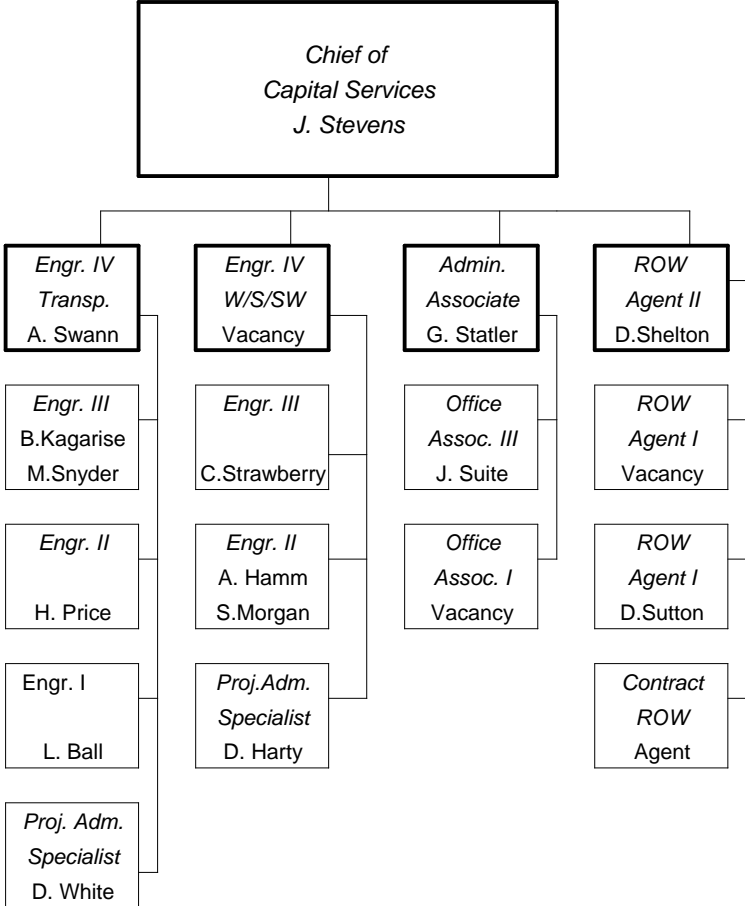 Chief of
Capital Services
J. Stevens
Engr. IV
Transp.
A. Swann
Engr. III
B.Kagarise
M.Snyder
Engr. II
H. Price
Engr. I
L. Ball
Proj. Adm.
Specialist
D. White
Engr. IV
W/S/SW
Vacancy
Engr. III
C.Strawberry
Engr. II
A. Hamm
S.Morgan
Proj.Adm.
Specialist
D. Harty
Admin.
Associate
G. Statler
Office
Assoc. III
J. Suite
Office
Assoc. I
Vacancy
ROW
Agent II
D.Shelton
ROW
Agent I
Vacancy
ROW
Agent I
D.Sutton
Contract
ROW
Agent